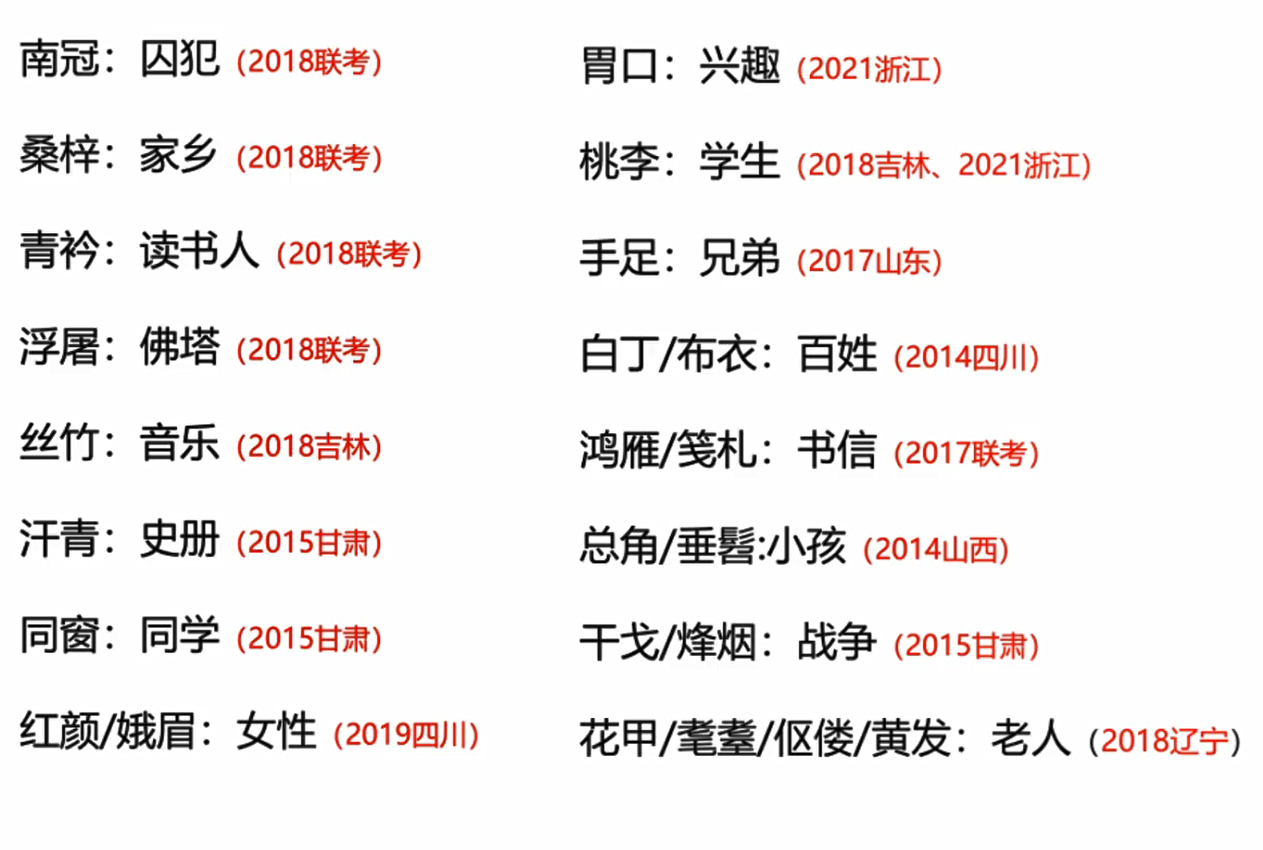 南冠：囚犯（2018联考）
桑梓：家乡（2018联考）
青衿：读书人（2018联考）
浮屠：佛塔（2018联考）
丝竹：音乐（2018吉林）
汗青：史册（2015甘肃）
同窗：同学（2015甘肃）
红颜/娥眉：女性（2019四川）
胃口：兴趣（2021浙江）
桃李：学生（2018吉林、2021浙江）
手足：兄弟（2017山东）
白丁/布衣：百姓（2014四川）
鸿雁/笺札：书信（2017联考）
总角/垂髫:小孩（2014山西）
干戈/烽烟：战争（2015甘肃）
花甲/耄耋/伛偻/黄发：老人（2018辽宁）